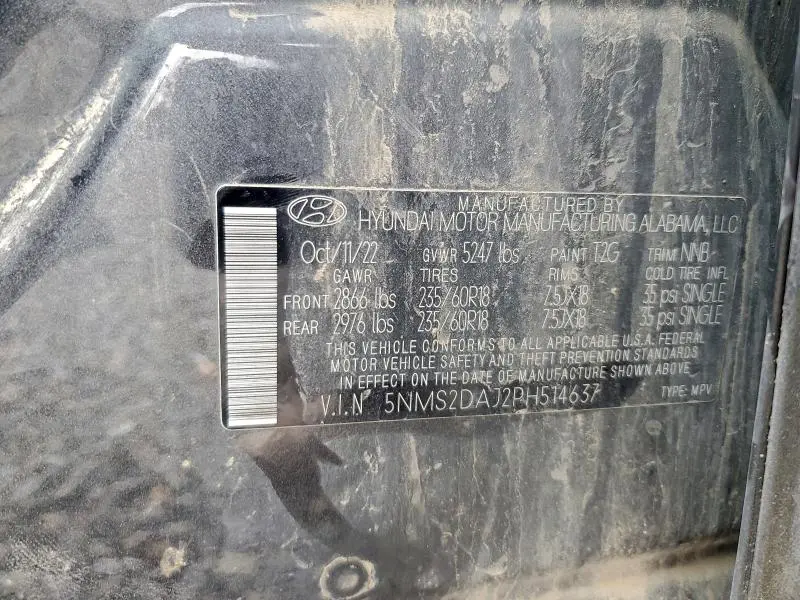 MANUFACTURED BY
HYUNDAI MOTOR MANUFACTURING ALABAMA, LLC
Oct/11/22 GVWR 5247 lbs PAINT T2G TRIM NNB
GAWR TIRES RIMS COLD TIRE INFL
FRONT 2866 lbs 235/60R18 7.5JX18 35 psi SINGLE
REAR 2976 lbs 235/60R18 7.5JX18 35 psi SINGLE
THIS VEHICLE CONFORMS TO ALL APPLICABLE U.S.A. FEDERAL
MOTOR VEHICLE SAFETY AND THEFT PREVENTION STANDARDS
IN EFFECT ON THE DATE OF MANUFACTURE SHOWN ABOVE.
V.I.N 5NMS2DAJ2PH514637 TYPE: MPV